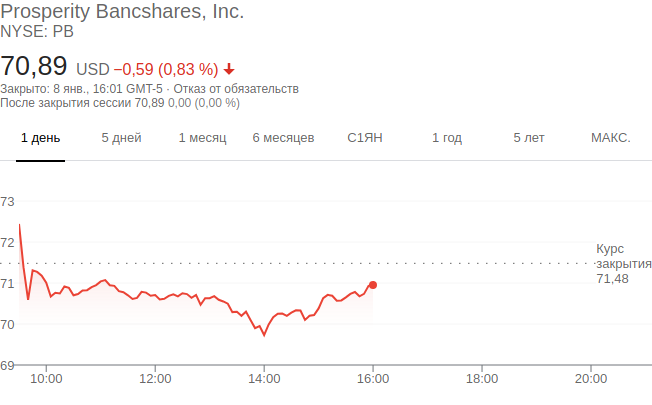 Prosperity Bancshares, Inc.
NYSE: PB
70,89 USD −0,59 (0,83 %)
Закрыто: 8 янв., 16:01 GMT-5 · Отказ от обязательств
После закрытия сессии 70,89 0,00 (0,00 %)
1 день 5 дней 1 месяц 6 месяцев С1ЯН 1 год 5 лет МАКС.
73
72
Курс
закрытия
71,48
71
70
69
10:00 12:00 14:00 16:00 18:00 20:00